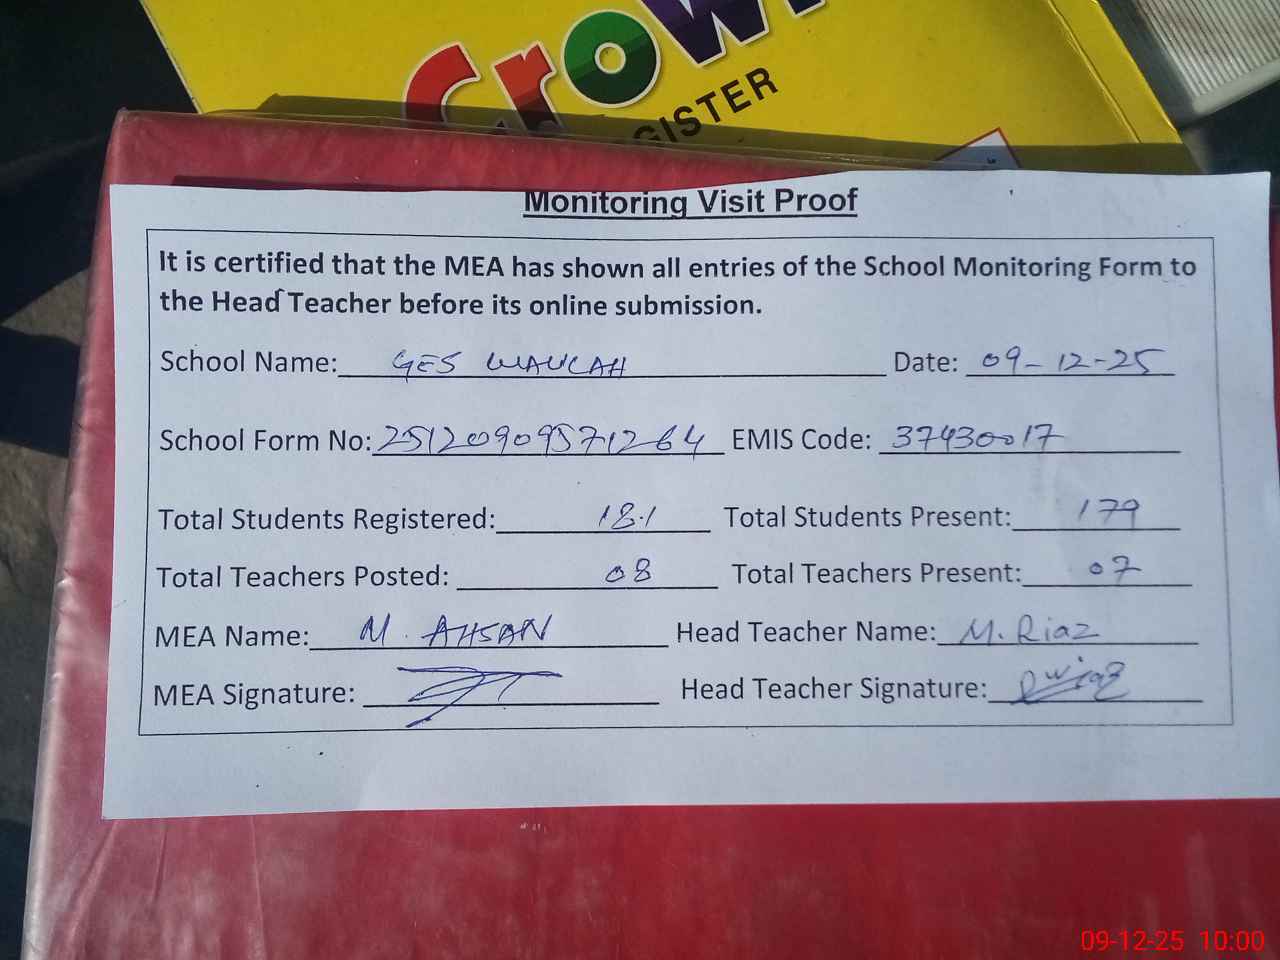 Crow
GISTER
Monitoring Visit Proof
It is certified that the MEA has shown all entries of the School Monitoring Form to
the Head Teacher before its online submission.
School Name: GES WAULAH Date: 09-12-25
School Form No: 25120909571264 EMIS Code: 37430017
Total Students Registered: 181 Total Students Present: 179
Total Teachers Posted: 08 Total Teachers Present: 07
MEA Name: M. AHSAN Head Teacher Name: M. Riaz
MEA Signature: Head Teacher Signature:
09-12-25 10:00